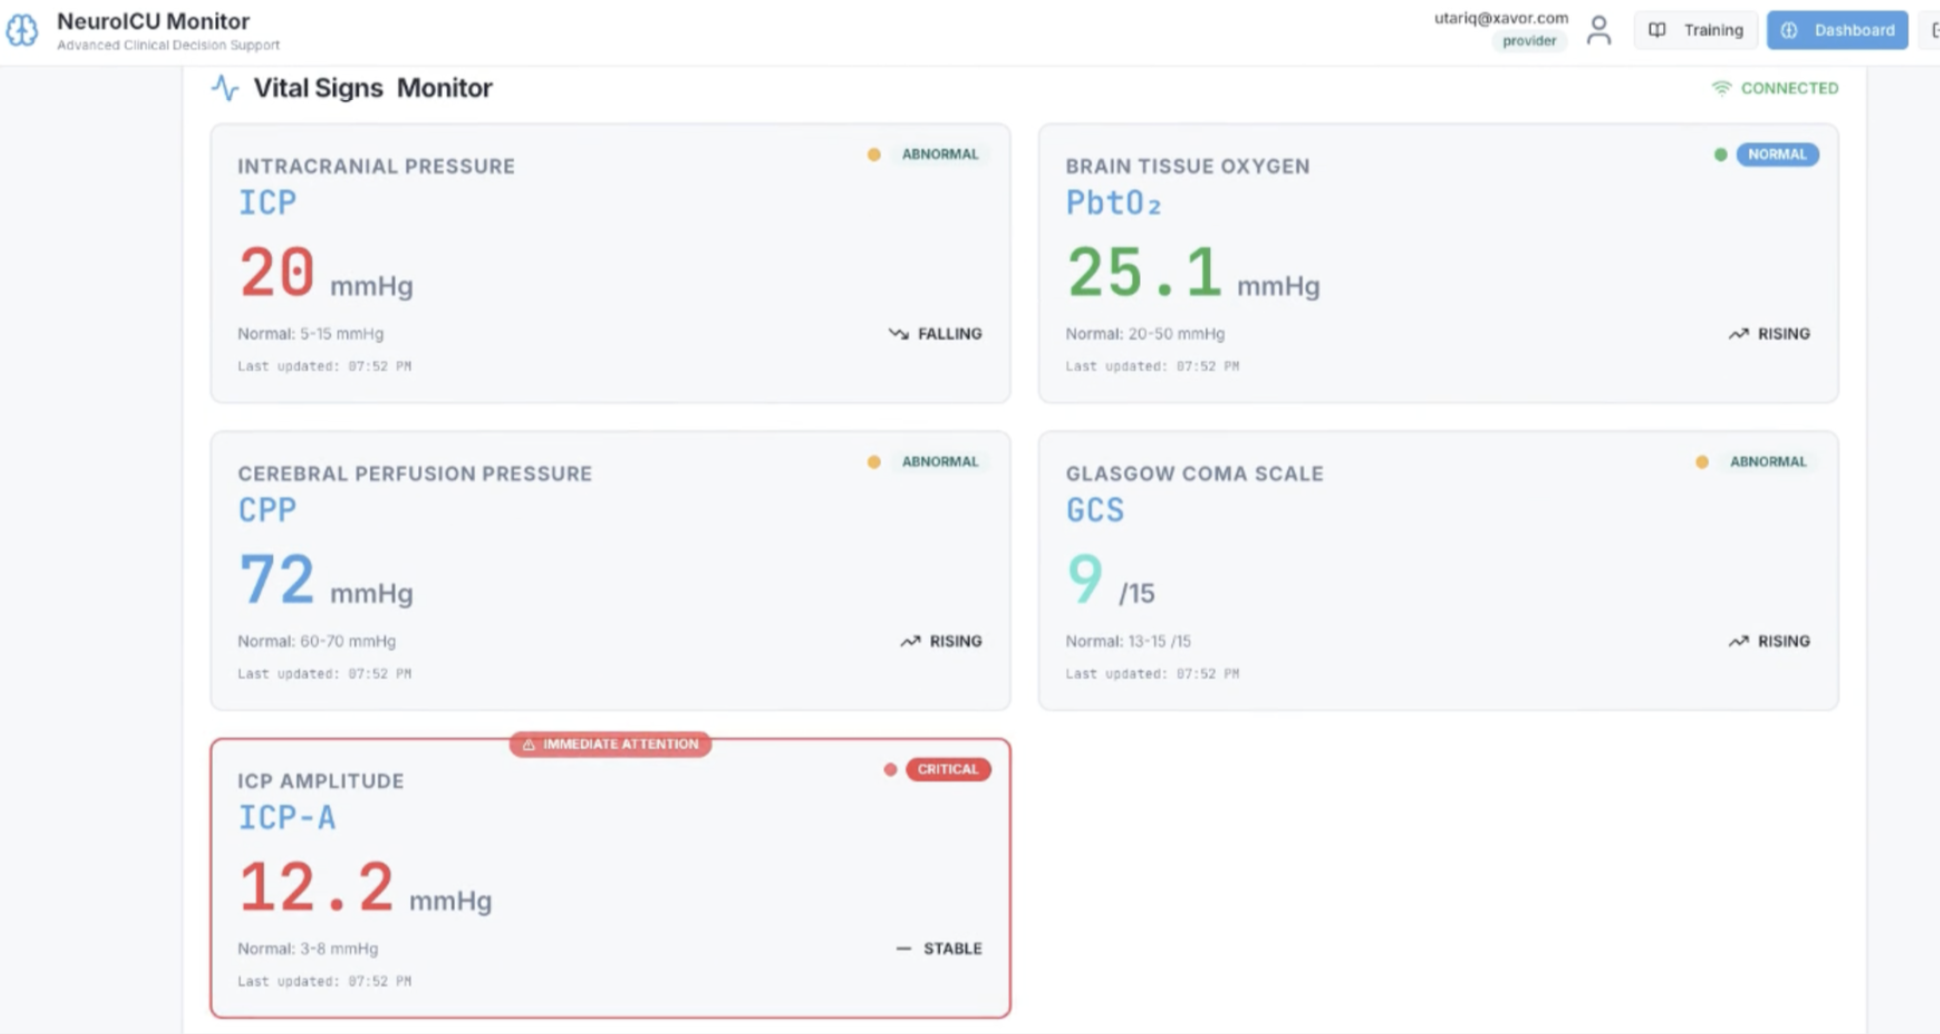 NeuroICU Monitor
Advanced Clinical Decision Support
utariq@xavor.com
provider
Training
Dashboard
Vital Signs Monitor
CONNECTED
INTRACRANIAL PRESSURE
ABNORMAL
ICP
20 mmHg
Normal: 5-15 mmHg
FALLING
Last updated: 07:52 PM
BRAIN TISSUE OXYGEN
NORMAL
PbtO₂
25.1 mmHg
Normal: 20-50 mmHg
RISING
Last updated: 07:52 PM
CEREBRAL PERFUSION PRESSURE
ABNORMAL
CPP
72 mmHg
Normal: 60-70 mmHg
RISING
Last updated: 07:52 PM
GLASGOW COMA SCALE
ABNORMAL
GCS
9 /15
Normal: 13-15 /15
RISING
Last updated: 07:52 PM
IMMEDIATE ATTENTION
ICP AMPLITUDE
CRITICAL
ICP-A
12.2 mmHg
Normal: 3-8 mmHg
STABLE
Last updated: 07:52 PM